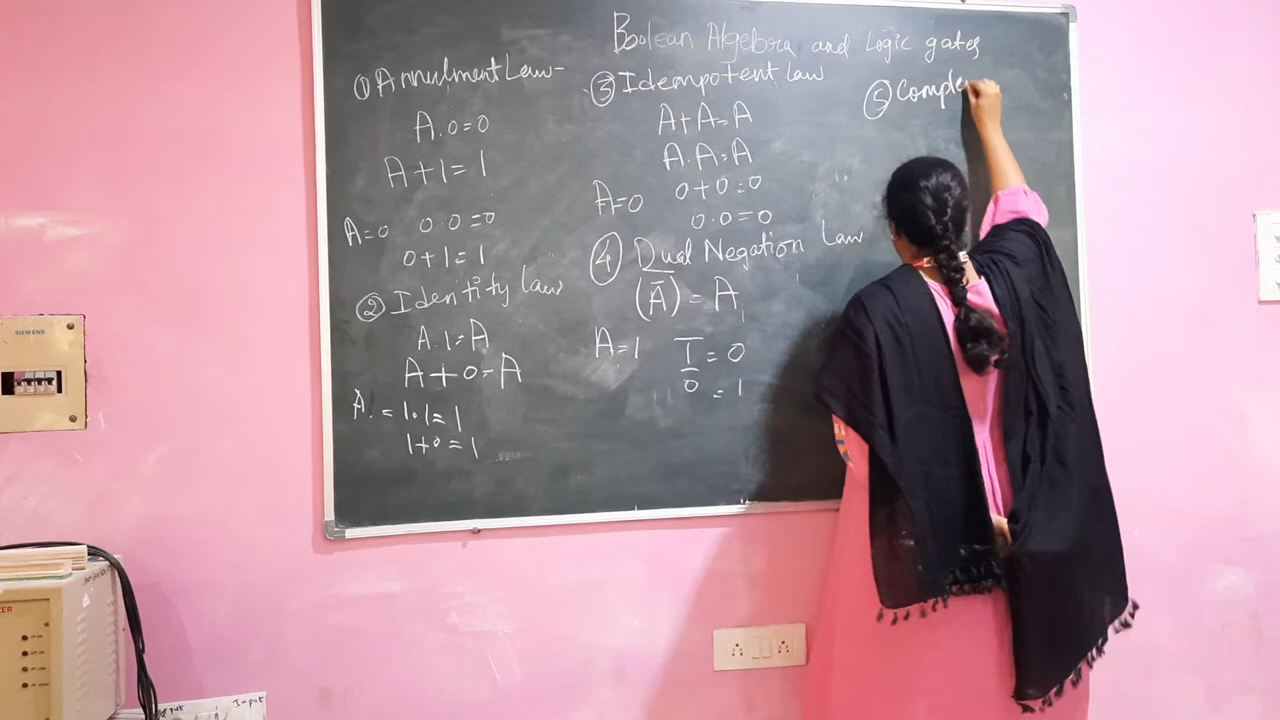 Boolean Algebra and Logic gates
① Annulment Law-
A.0=0
A+1=1
A=0 0.0=0
0+1=1
② Identity law
A.1=A
A+0=A
A. = 1.1=1
1+0=1
③ Idempotent law
A+A=A
A.A=A
A=0 0+0=0
0.0=0
④ Dual Negation Law
(A̅)̅ = A
A=1 1̅ = 0
0̅ = 1
⑤ Comple
SIEMENS
ZER
Input